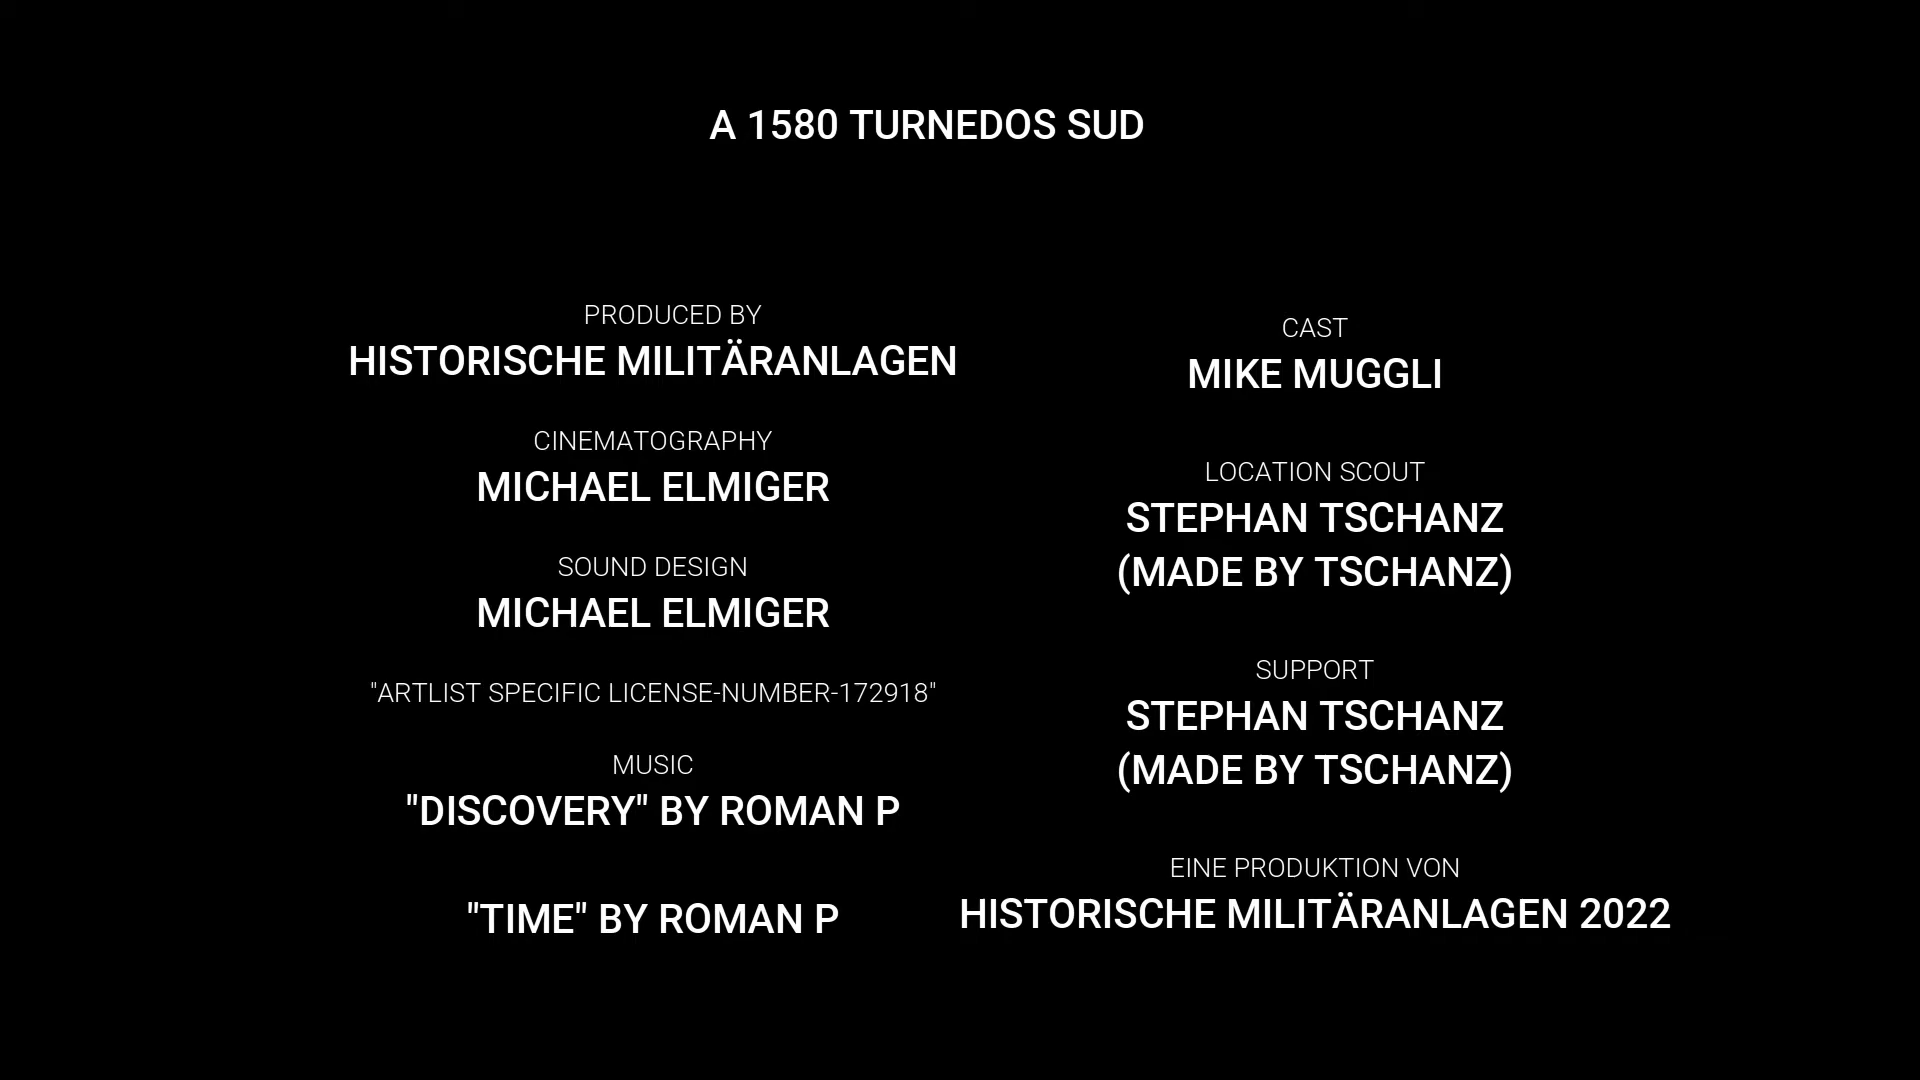 A 1580 TURNEDOS SUD
PRODUCED BY
HISTORISCHE MILITÄRANLAGEN
CINEMATOGRAPHY
MICHAEL ELMIGER
SOUND DESIGN
MICHAEL ELMIGER
"ARTLIST SPECIFIC LICENSE-NUMBER-172918"
MUSIC
"DISCOVERY" BY ROMAN P
"TIME" BY ROMAN P
CAST
MIKE MUGGLI
LOCATION SCOUT
STEPHAN TSCHANZ
(MADE BY TSCHANZ)
SUPPORT
STEPHAN TSCHANZ
(MADE BY TSCHANZ)
EINE PRODUKTION VON
HISTORISCHE MILITÄRANLAGEN 2022